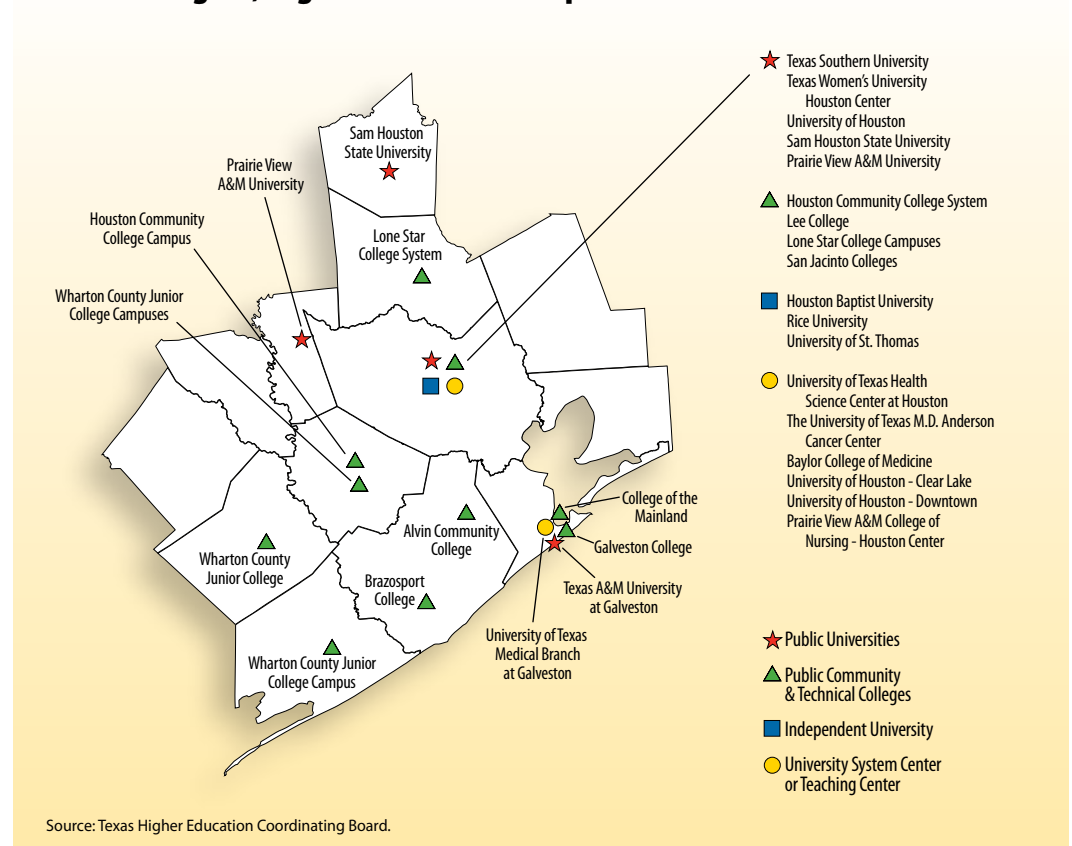 Sam Houston
State University
Prairie View
A&M University
Houston Community
College Campus
Lone Star
College System
Wharton County Junior
College Campuses
Alvin Community
College
Wharton County
Junior College
Brazosport
College
Wharton County Junior
College Campus
College of the
Mainland
Galveston College
Texas A&M University
at Galveston
University of Texas
Medical Branch
at Galveston
Texas Southern University
Texas Women's University
Houston Center
University of Houston
Sam Houston State University
Prairie View A&M University
Houston Community College System
Lee College
Lone Star College Campuses
San Jacinto Colleges
Houston Baptist University
Rice University
University of St. Thomas
University of Texas Health
Science Center at Houston
The University of Texas M.D. Anderson
Cancer Center
Baylor College of Medicine
University of Houston - Clear Lake
University of Houston - Downtown
Prairie View A&M College of
Nursing - Houston Center
Public Universities
Public Community
& Technical Colleges
Independent University
University System Center
or Teaching Center
Source: Texas Higher Education Coordinating Board.